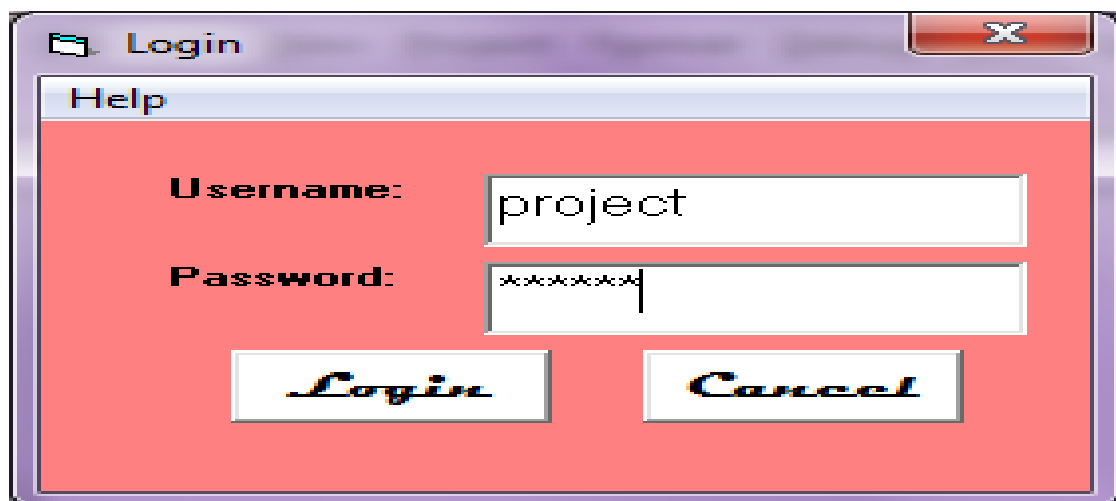 Login
Help
Username: project
Password: ******
Login Cancel